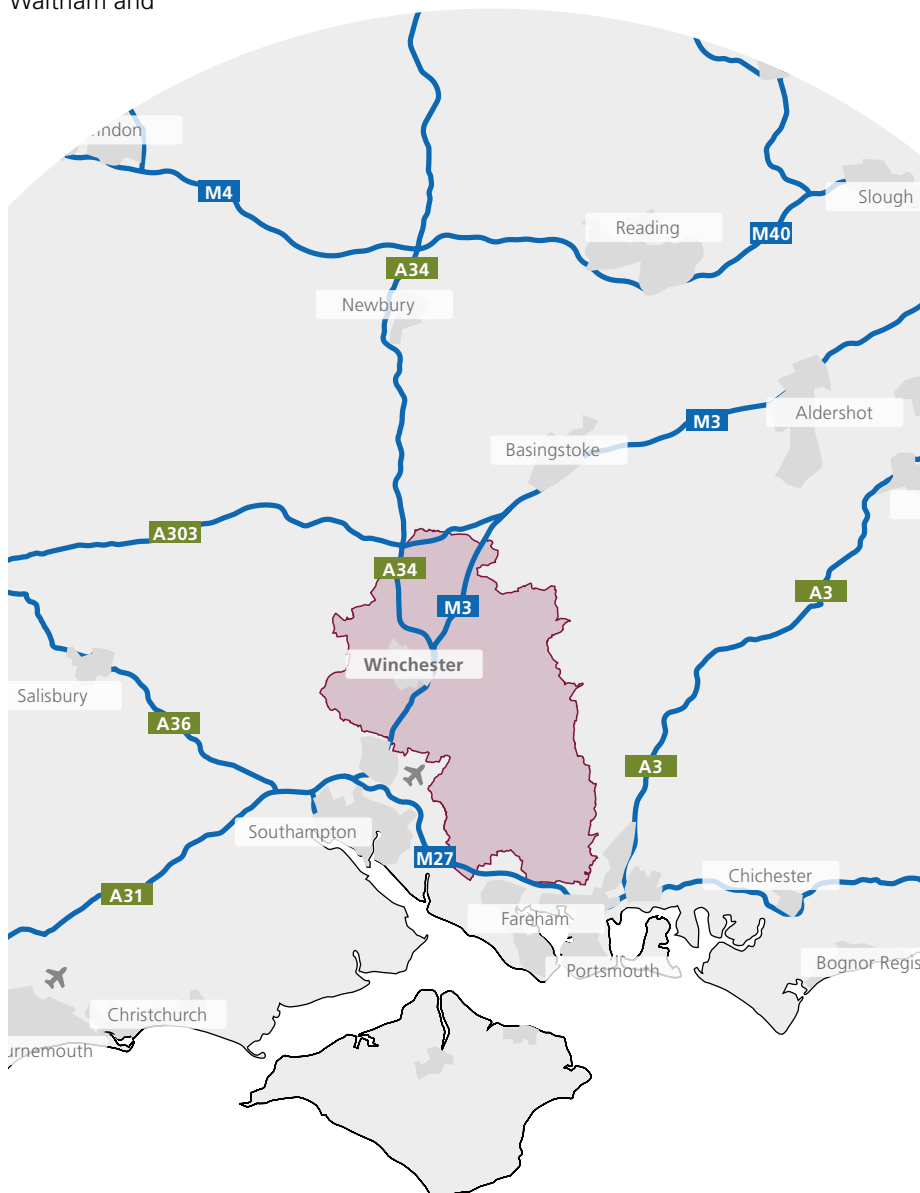 Waltham and
indon
M4
Slough
Reading
M40
A34
Newbury
Aldershot
M3
Basingstoke
A303
A34
A3
M3
Winchester
Salisbury
A36
A3
Southampton
M27
Chichester
A31
Fareham
Bognor Regis
Portsmouth
Christchurch
urnemouth